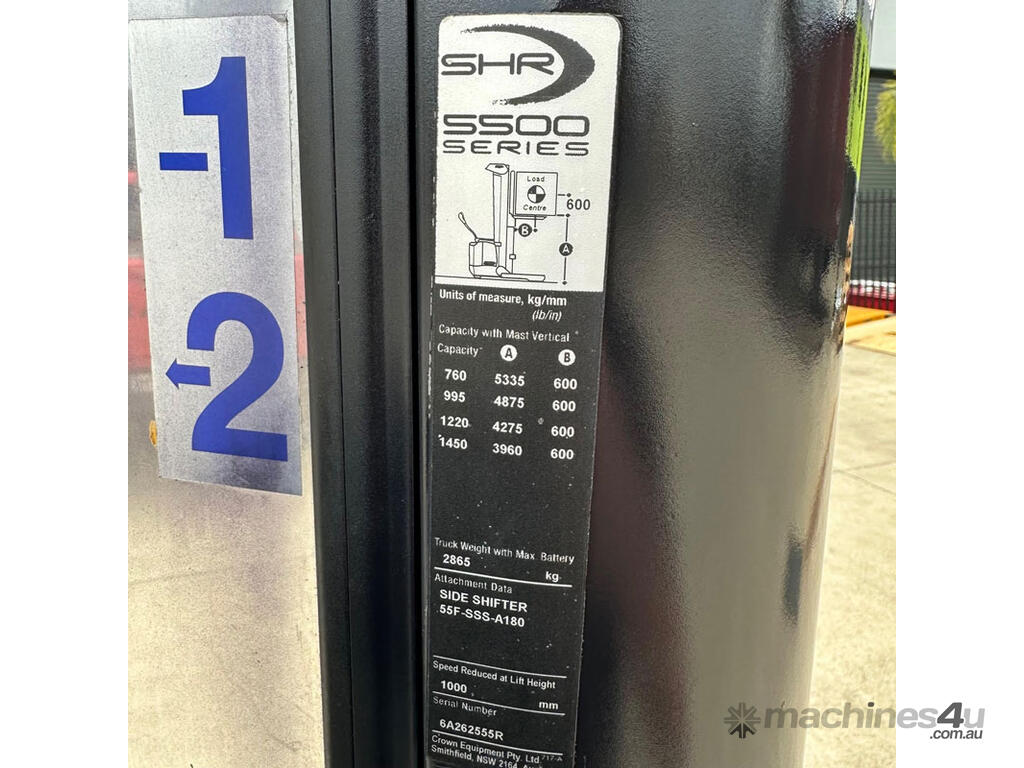 1
2
SHR
5500
SERIES
Load
Centre
600
B
A
Units of measure, kg/mm
(lb/in)
Capacity with Mast Vertical
Capacity A B
760 5335 600
995 4875 600
1220 4275 600
1450 3960 600
Truck Weight with Max. Battery
2865 kg
Attachment Data
SIDE SHIFTER
55F-SSS-A180
Speed Reduced at Lift Height
1000 mm
Serial Number
6A262555R
Crown Equipment Pty. Ltd 717-A
Smithfield, NSW 2164
machines4u
.com.au